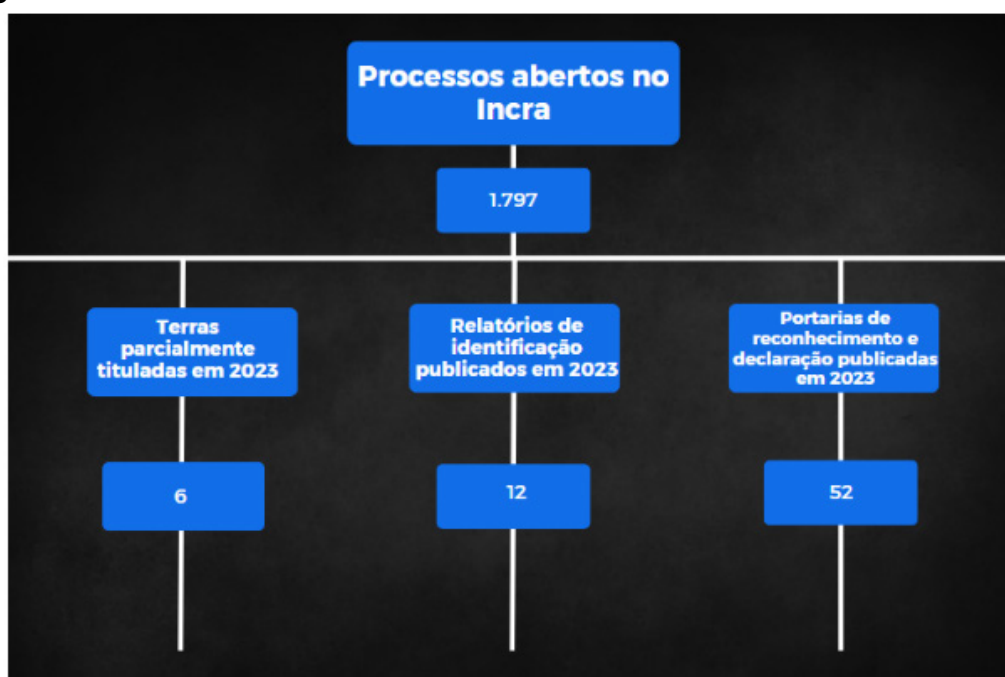 Processos abertos no
Incra
1.797
Terras
parcialmente
tituladas em 2023
6
Relatórios de
identificação
publicados em 2023
12
Portarias de
reconhecimento e
declaração publicadas
em 2023
52